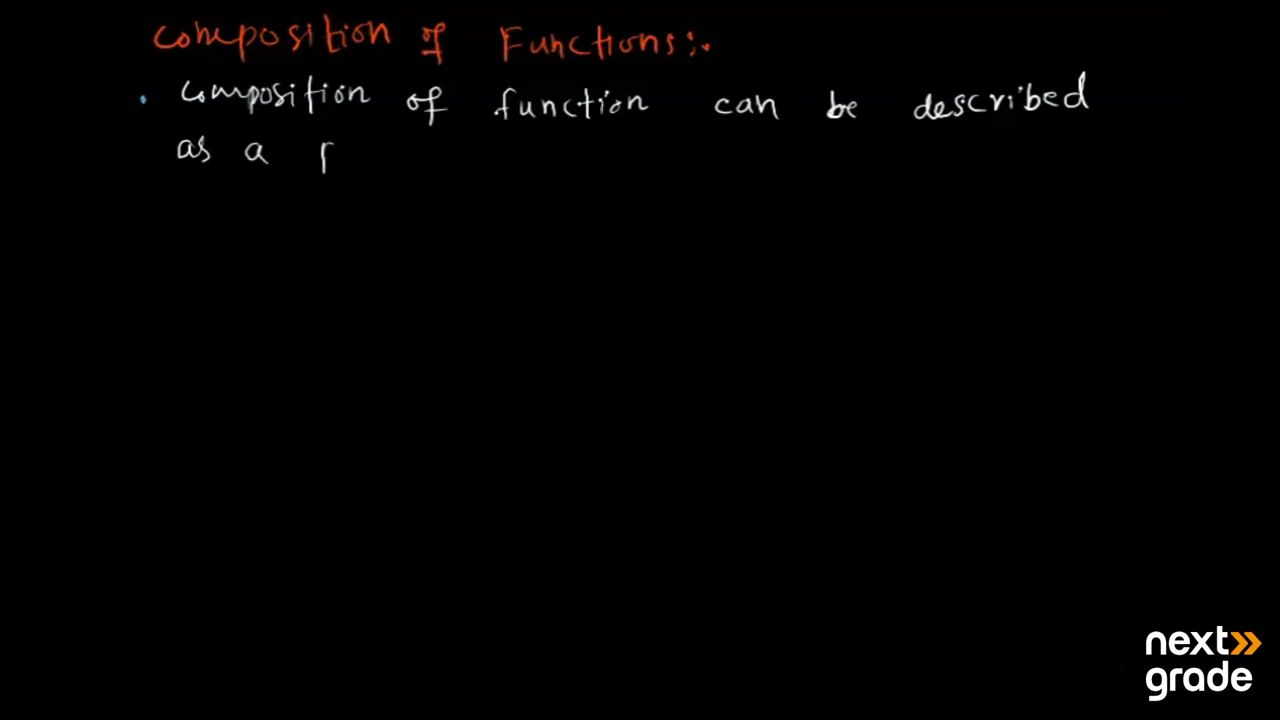 Composition of Functions:.
• composition of function can be described
as a
next
grade